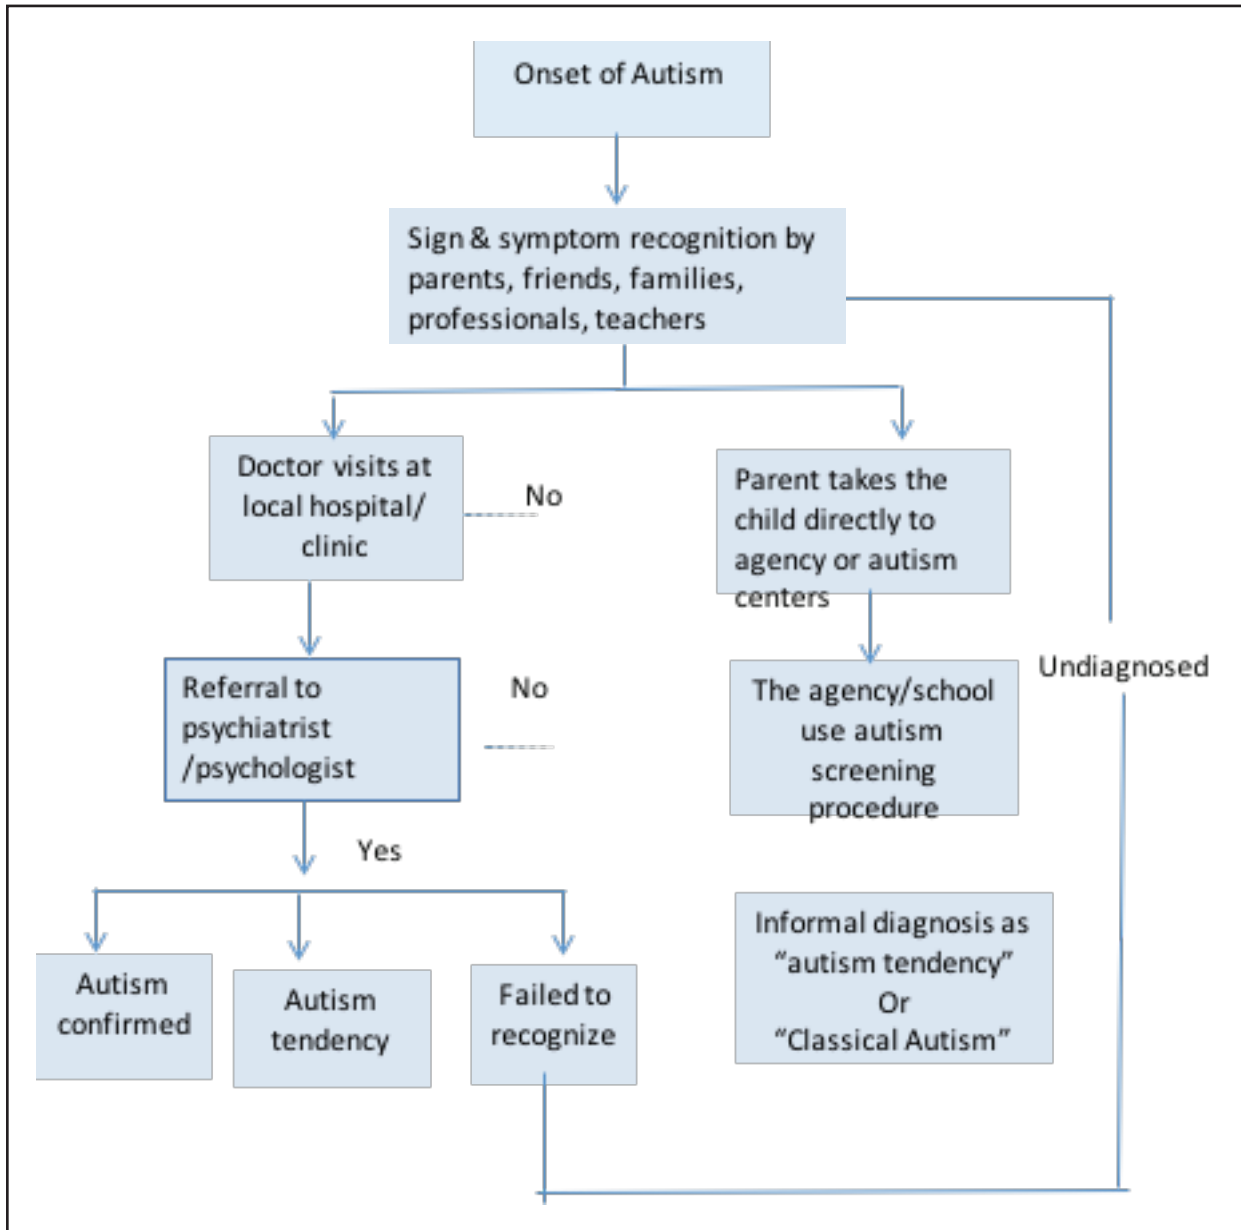 Onset of Autism
Sign & symptom recognition by
parents, friends, families,
professionals, teachers
Doctor visits at
local hospital/
clinic
No
Parent takes the
child directly to
agency or autism
centers
Referral to
psychiatrist
/psychologist
No
The agency/school
use autism
screening
procedure
Undiagnosed
Yes
Autism
confirmed
Autism
tendency
Failed to
recognize
Informal diagnosis as
“autism tendency”
Or
“Classical Autism”